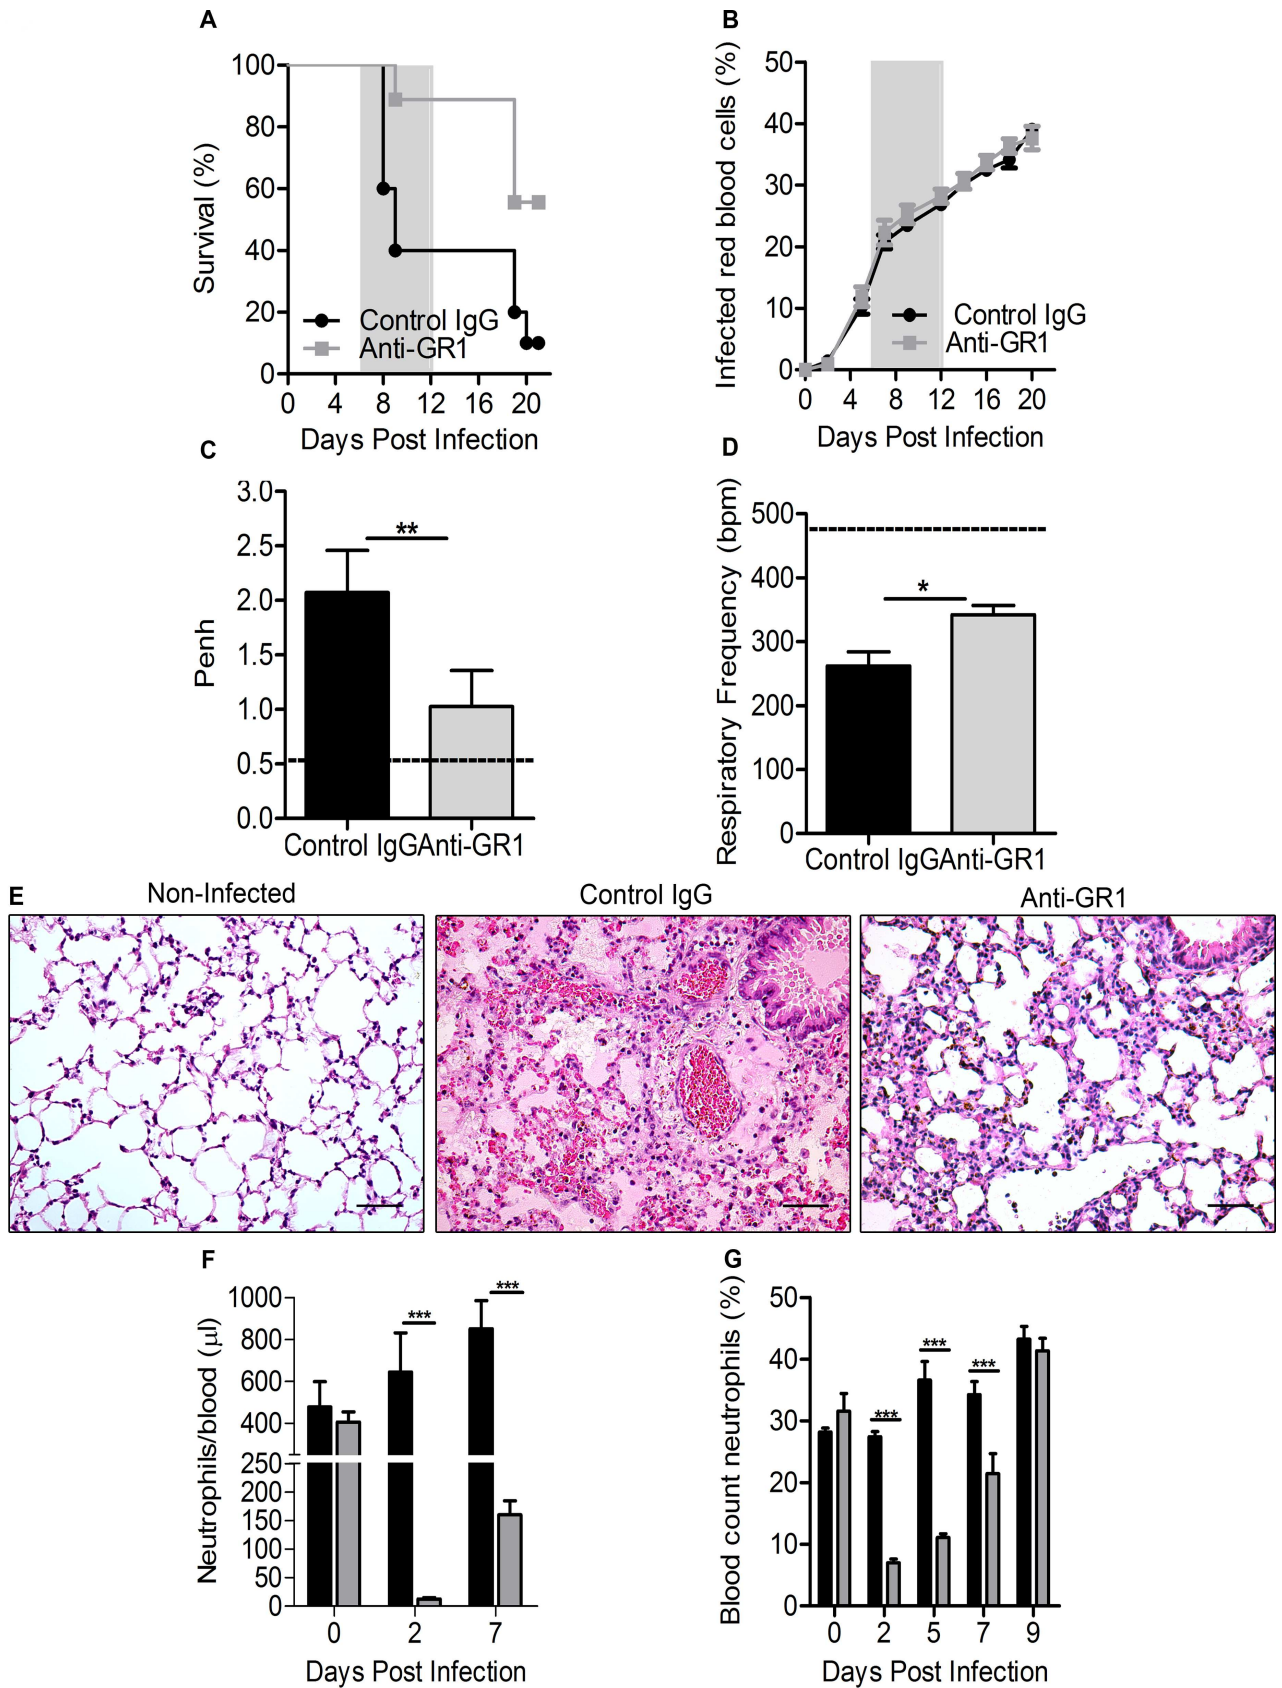 A
Survival (%)
100
80
60
40
20
0
Control IgG
Anti-GR1
0 4 8 12 16 20
Days Post Infection
B
Infected red blood cells (%)
50
40
30
20
10
0
Control IgG
Anti-GR1
0 4 8 12 16 20
Days Post Infection
C
Penh
3.0
2.5
2.0
1.5
1.0
0.5
0.0
**
Control IgG Anti-GR1
D
Respiratory Frequency (bpm)
500
400
300
200
100
0
*
Control IgG Anti-GR1
E
Non-Infected
Control IgG
Anti-GR1
F
Neutrophils/blood (µl)
1000
800
600
400
250
200
150
100
50
0
***
***
0 2 7
Days Post Infection
G
Blood count neutrophils (%)
50
40
30
20
10
0
***
***
***
0 2 5 7 9
Days Post Infection